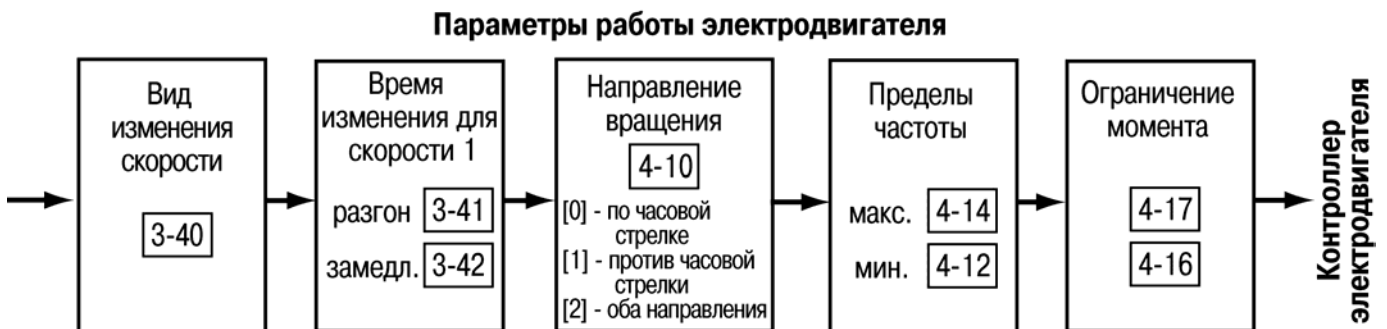 Параметры работы электродвигателя
Вид
изменения
скорости
3-40
Время
изменения для
скорости 1
разгон 3-41
замедл. 3-42
Направление
вращения
4-10
[0] - по часовой
стрелке
[1] - против часовой
стрелки
[2] - оба направления
Пределы
частоты
макс. 4-14
мин. 4-12
Ограничение
момента
4-17
4-16
Контроллер
электродвигателя